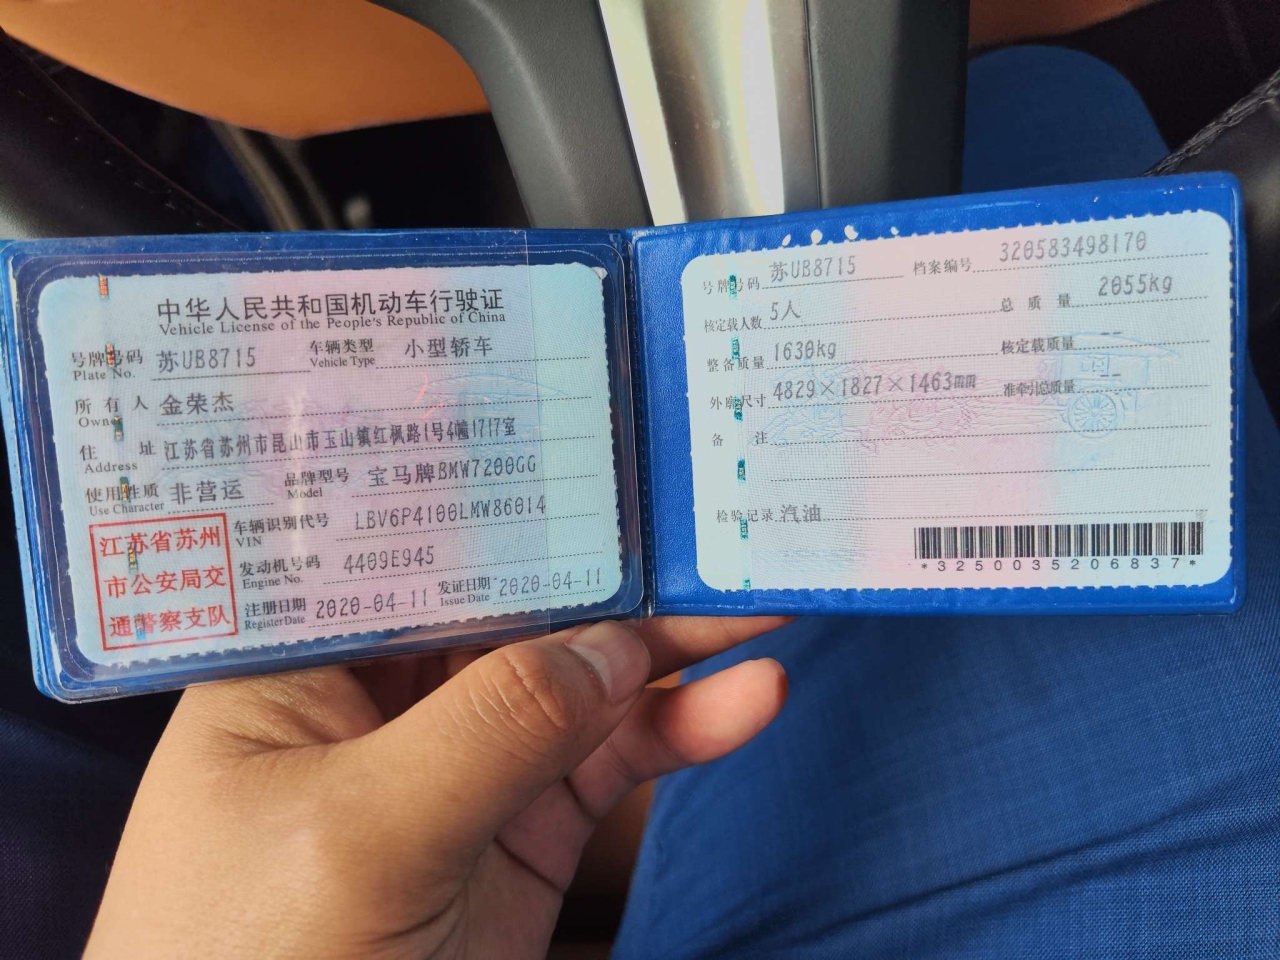 中华人民共和国机动车行驶证
Vehicle License of the People's Republic of China
号牌号码 苏UB8715 车辆类型 小型轿车
Plate No. Vehicle Type
所有人 金荣杰
Owner
住址 江苏省苏州市昆山市玉山镇红枫路1号4幢1717室
Address
使用性质 非营运 品牌型号 宝马牌BMW7200GG
Use Character Model
江苏省苏州
市公安局交
通警察支队
车辆识别代号 LBV6P4100LMW86014
VIN
发动机号码 4409E945
Engine No.
注册日期 2020-04-11 发证日期 2020-04-11
Register Date Issue Date
号牌号码 苏UB8715 档案编号 320583498170
核定载人数 5人 总质量 2055kg
整备质量 1630kg 核定载质量 --
外廓尺寸 4829×1827×1463mm 准牵引总质量 --
备注
检验记录 汽油
*3250035206837*